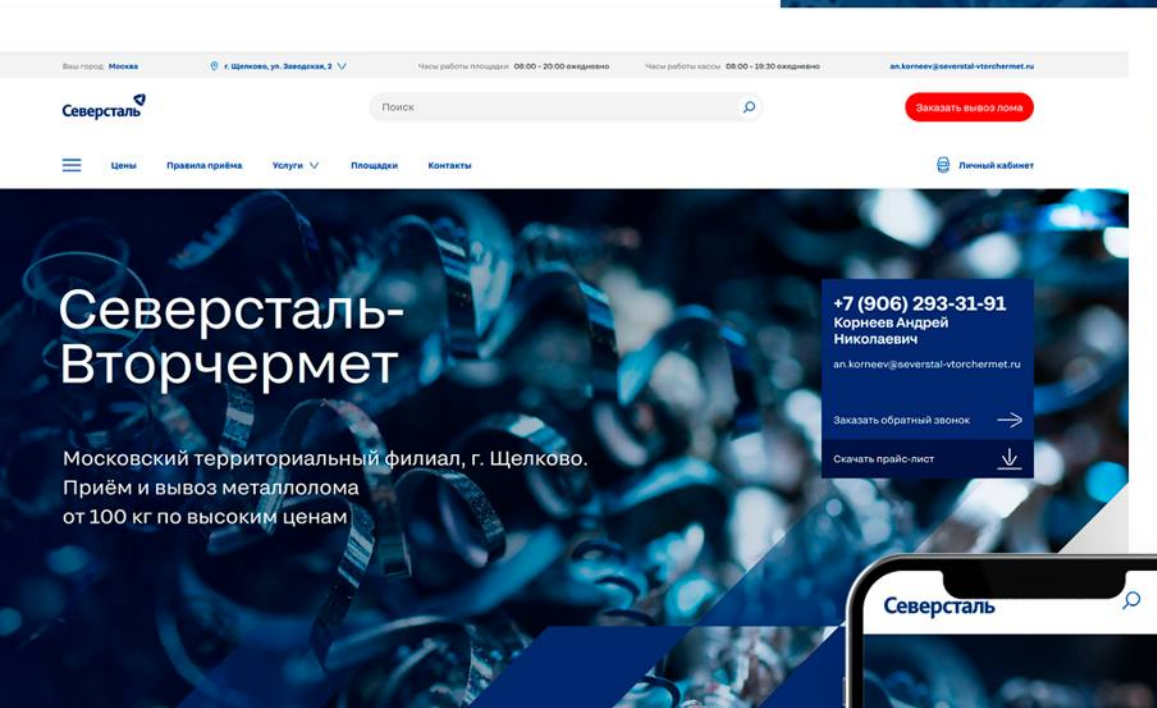 Ваш город: Москва
г. Щелково, ул. Заводская, 2
Часы работы площадки 08:00 - 20:00 ежедневно
Часы работы кассы 08:00 - 19:30 ежедневно
an.korneev@severstal-vtorchermet.ru
Северсталь
Поиск
Заказать вывоз лома
Цены
Правила приёма
Услуги
Площадки
Контакты
Личный кабинет
Северсталь-
Вторчермет
Московский территориальный филиал, г. Щелково.
Приём и вывоз металлолома
от 100 кг по высоким ценам
+7 (906) 293-31-91
Корнеев Андрей
Николаевич
an.korneev@severstal-vtorchermet.ru
Заказать обратный звонок
Скачать прайс-лист
Северсталь